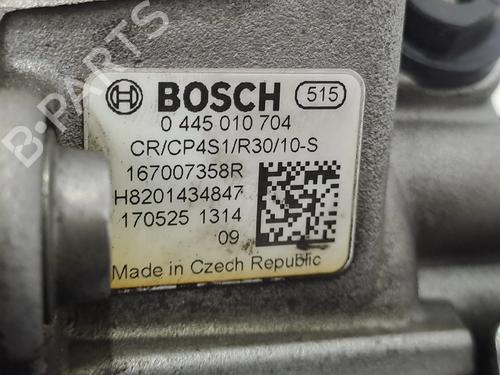 BOSCH 515
0 445 010 704
CR/CP4S1/R30/10-S
167007358R
H8201434847
170525 1314
09
Made in Czech Republic
B-PARTS